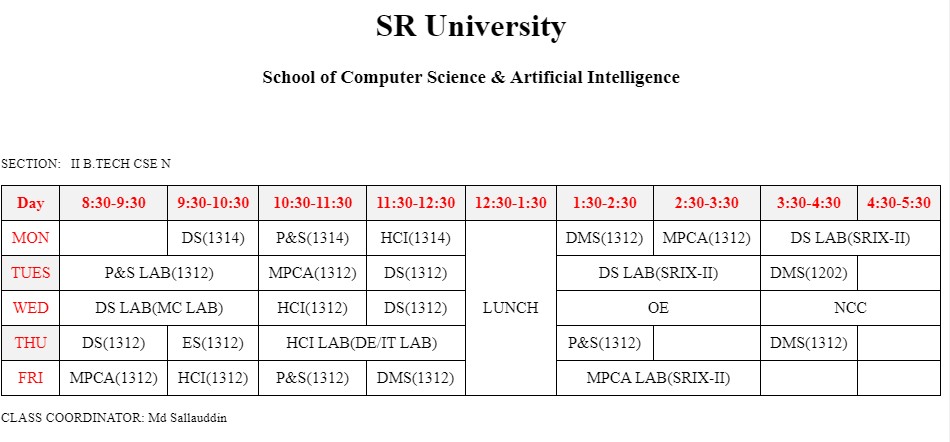 SR University
School of Computer Science & Artificial Intelligence
SECTION: II B.TECH CSE N
Day 8:30-9:30 9:30-10:30 10:30-11:30 11:30-12:30 12:30-1:30 1:30-2:30 2:30-3:30 3:30-4:30 4:30-5:30
MON DS(1314) P&S(1314) HCI(1314) DMS(1312) MPCA(1312) DS LAB(SRIX-II)
TUES P&S LAB(1312) MPCA(1312) DS(1312) DS LAB(SRIX-II) DMS(1202)
WED DS LAB(MC LAB) HCI(1312) DS(1312) LUNCH OE NCC
THU DS(1312) ES(1312) HCI LAB(DE/IT LAB) P&S(1312) DMS(1312)
FRI MPCA(1312) HCI(1312) P&S(1312) DMS(1312) MPCA LAB(SRIX-II)
CLASS COORDINATOR: Md Sallauddin